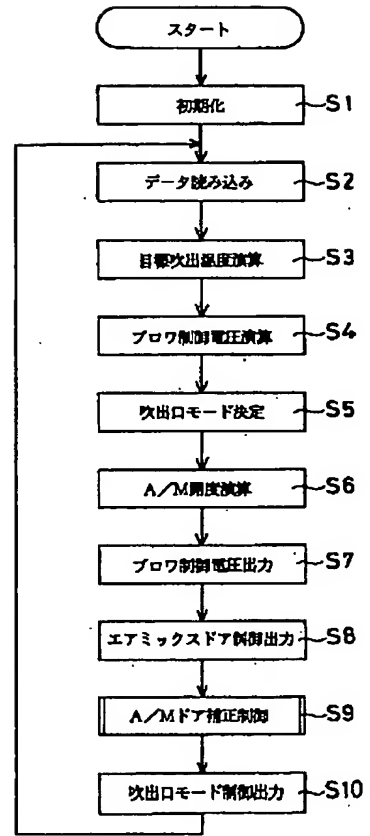 スタート
初期化 S1
データ読み込み S2
目標吹出温度演算 S3
ブロワ制御電圧演算 S4
吹出口モード決定 S5
A/M開度演算 S6
ブロワ制御電圧出力 S7
エアミックスドア制御出力 S8
A/Mドア補正制御 S9
吹出口モード制御出力 S10